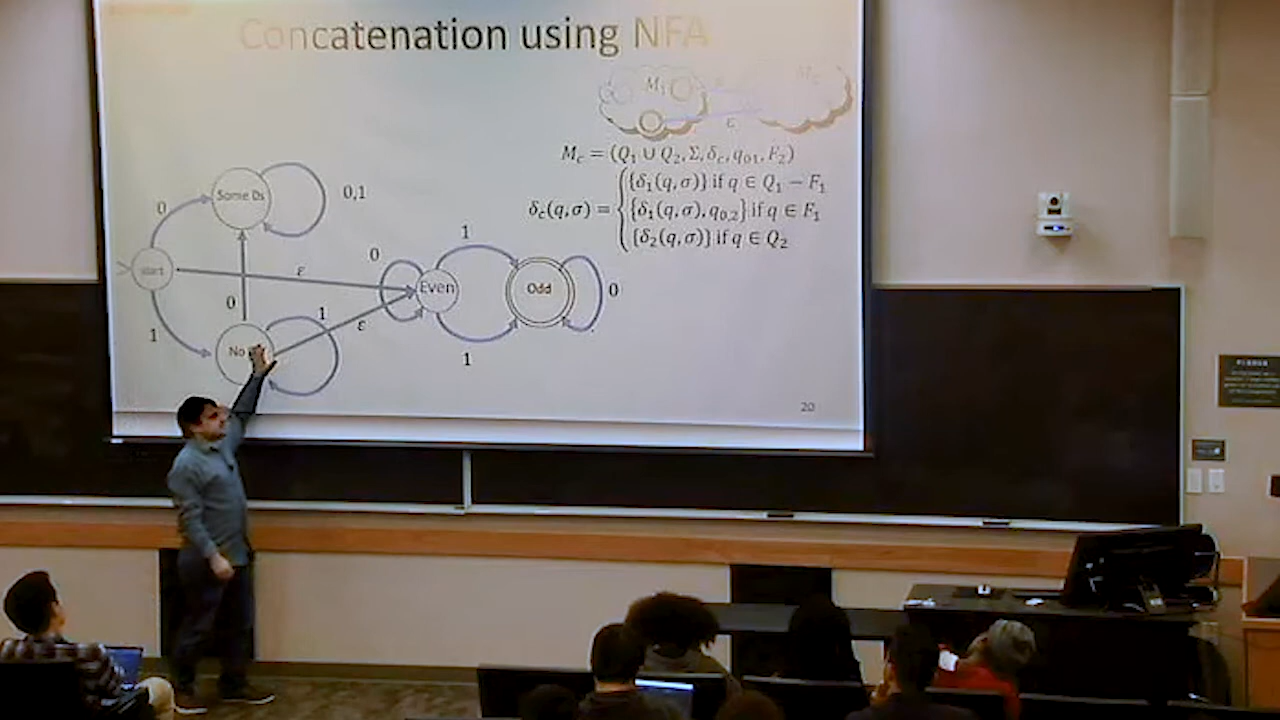 Concatenation using NFA
M₁
ε
M_c = (Q₁ ∪ Q₂, Σ, δ_c, q₀₁, F₂)
{δ₁(q, σ)} if q ∈ Q₁ − F₁
δ_c(q, σ) = {δ₁(q, σ), q₀,₂} if q ∈ F₁
{δ₂(q, σ)} if q ∈ Q₂
Some 0s
0,1
0
1
0
start
ε
Even
Odd
0
0
1
1
ε
No
1
20